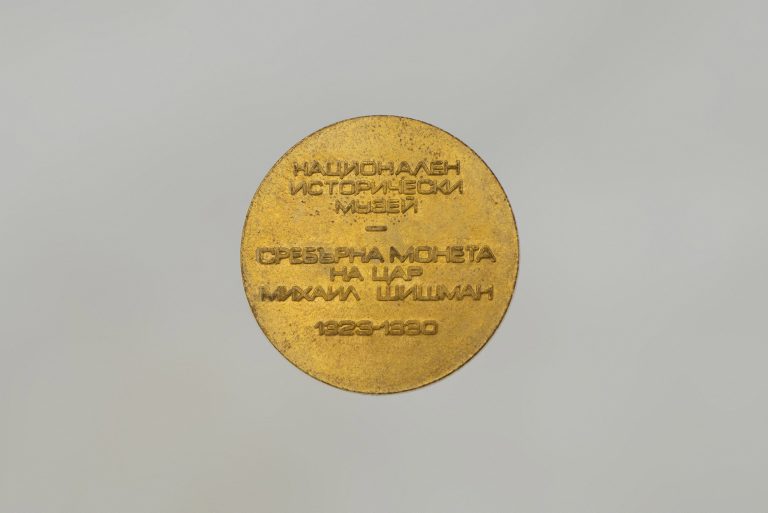 НАЦИОНАЛЕН
ИСТОРИЧЕСКИ
МУЗЕЙ
—
СРЕБЪРНА МОНЕТА
НА ЦАР
МИХАИЛ ШИШМАН
1323-1330